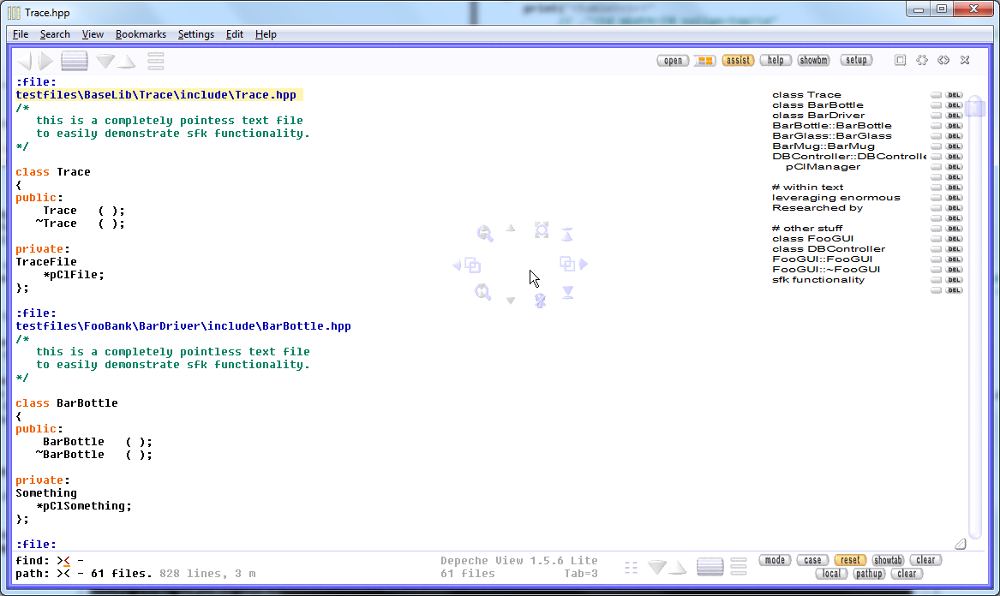 Trace.hpp
File Search View Bookmarks Settings Edit Help
open assist help showbm setup
:file:
testfiles\BaseLib\Trace\include\Trace.hpp
/*
this is a completely pointess text file
to easily demonstrate sfk functionality.
*/
class Trace
{
public:
Trace ( );
~Trace ( );
private:
TraceFile
*pClFile;
};
:file:
testfiles\FooBank\BarDriver\include\BarBottle.hpp
/*
this is a completely pointless text file
to easily demonstrate sfk functionality.
*/
class BarBottle
{
public:
BarBottle ( );
~BarBottle ( );
private:
Something
*pClSomething;
};
:file:
class Trace DEL
class BarBottle DEL
class BarDriver DEL
BarBottle::BarBottle DEL
BarGlass::BarGlass DEL
BarMug::BarMug DEL
DBController::DBControlle DEL
pClManager DEL
DEL
# within text DEL
leveraging enormous DEL
Researched by DEL
DEL
# other stuff DEL
class FooGUI DEL
class DBController DEL
FooGUI::FooGUI DEL
FooGUI::~FooGUI DEL
sfk functionality DEL
DEL
find: >< - Depeche View 1.5.6 Lite
path: >< - 61 files. 828 lines, 3 m 61 files Tab=3
mode case reset showtab clear
local pathup clear